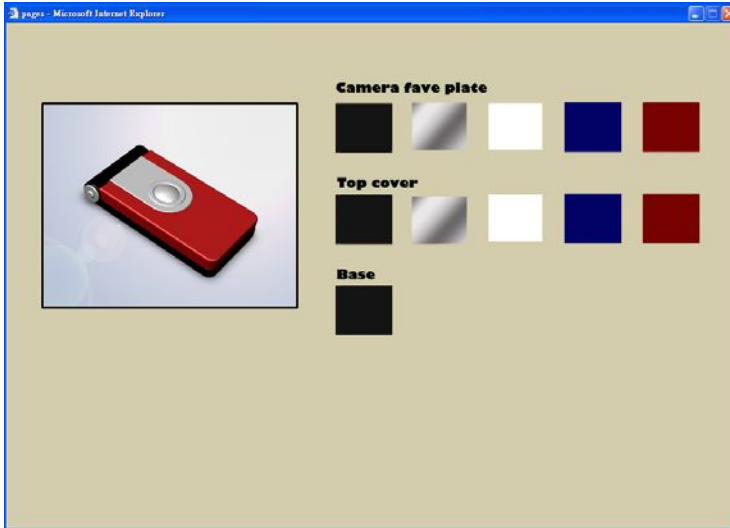 pages - Microsoft Internet Explorer
Camera fave plate
Top cover
Base